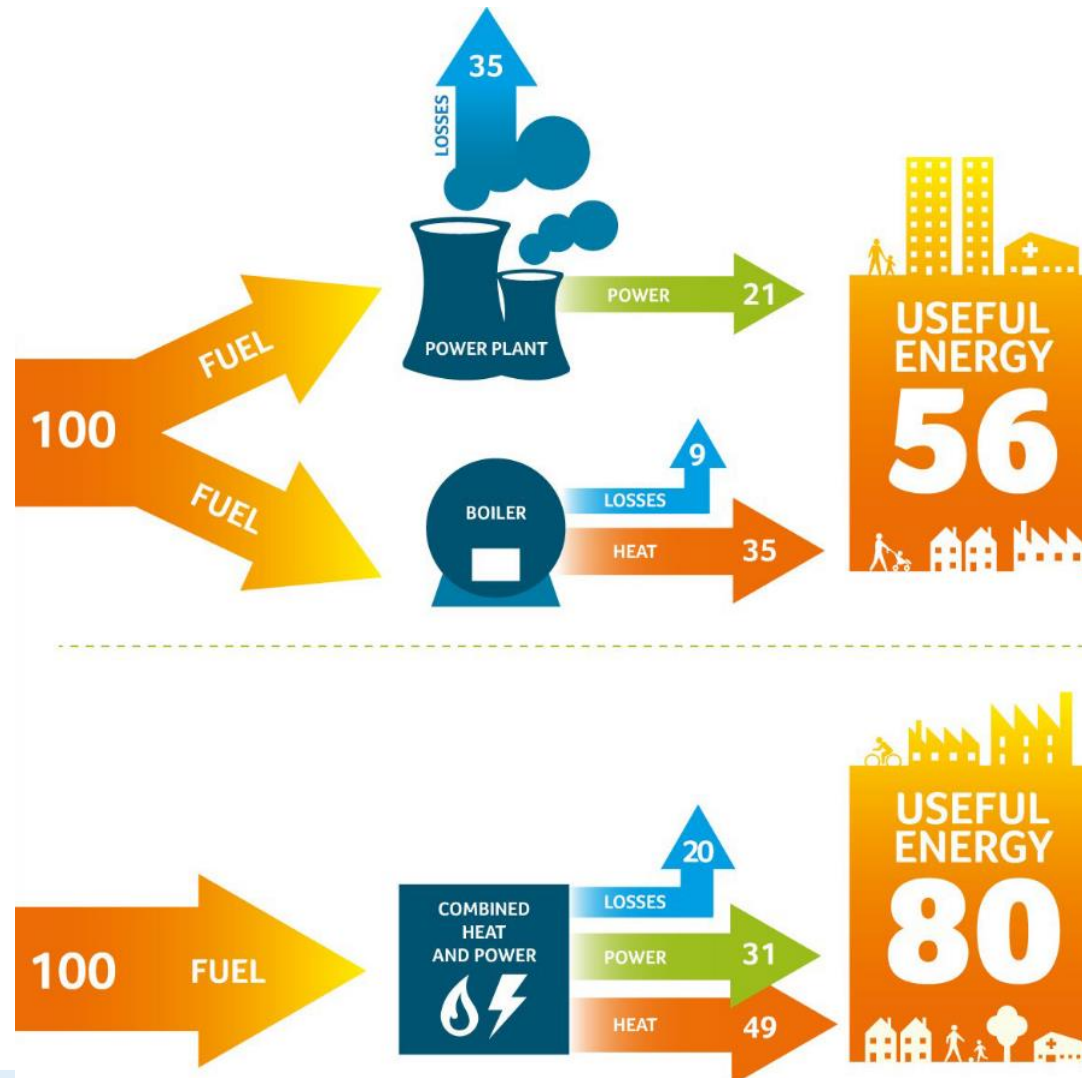 35
LOSSES
POWER PLANT
POWER 21
FUEL
100
FUEL
BOILER
9
LOSSES
HEAT 35
USEFUL
ENERGY
56
100 FUEL
COMBINED
HEAT
AND POWER
20
LOSSES
POWER 31
HEAT 49
USEFUL
ENERGY
80